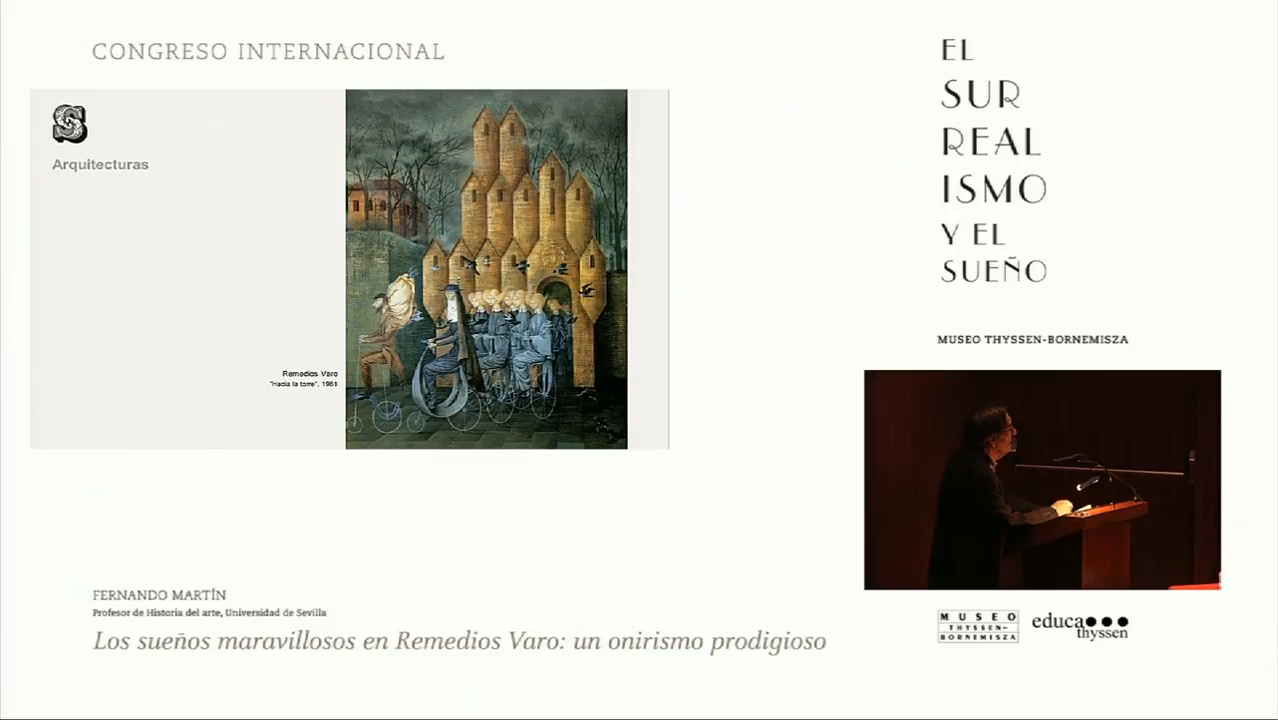 CONGRESO INTERNACIONAL
S
Arquitecturas
Remedios Varo
"Hacia la torre", 1961
EL
SUR
REAL
ISMO
Y EL
SUEÑO
MUSEO THYSSEN-BORNEMISZA
FERNANDO MARTÍN
Profesor de Historia del arte, Universidad de Sevilla
Los sueños maravillosos en Remedios Varo: un onirismo prodigioso
MUSEO
THYSSEN-
BORNEMISZA
educa
thyssen